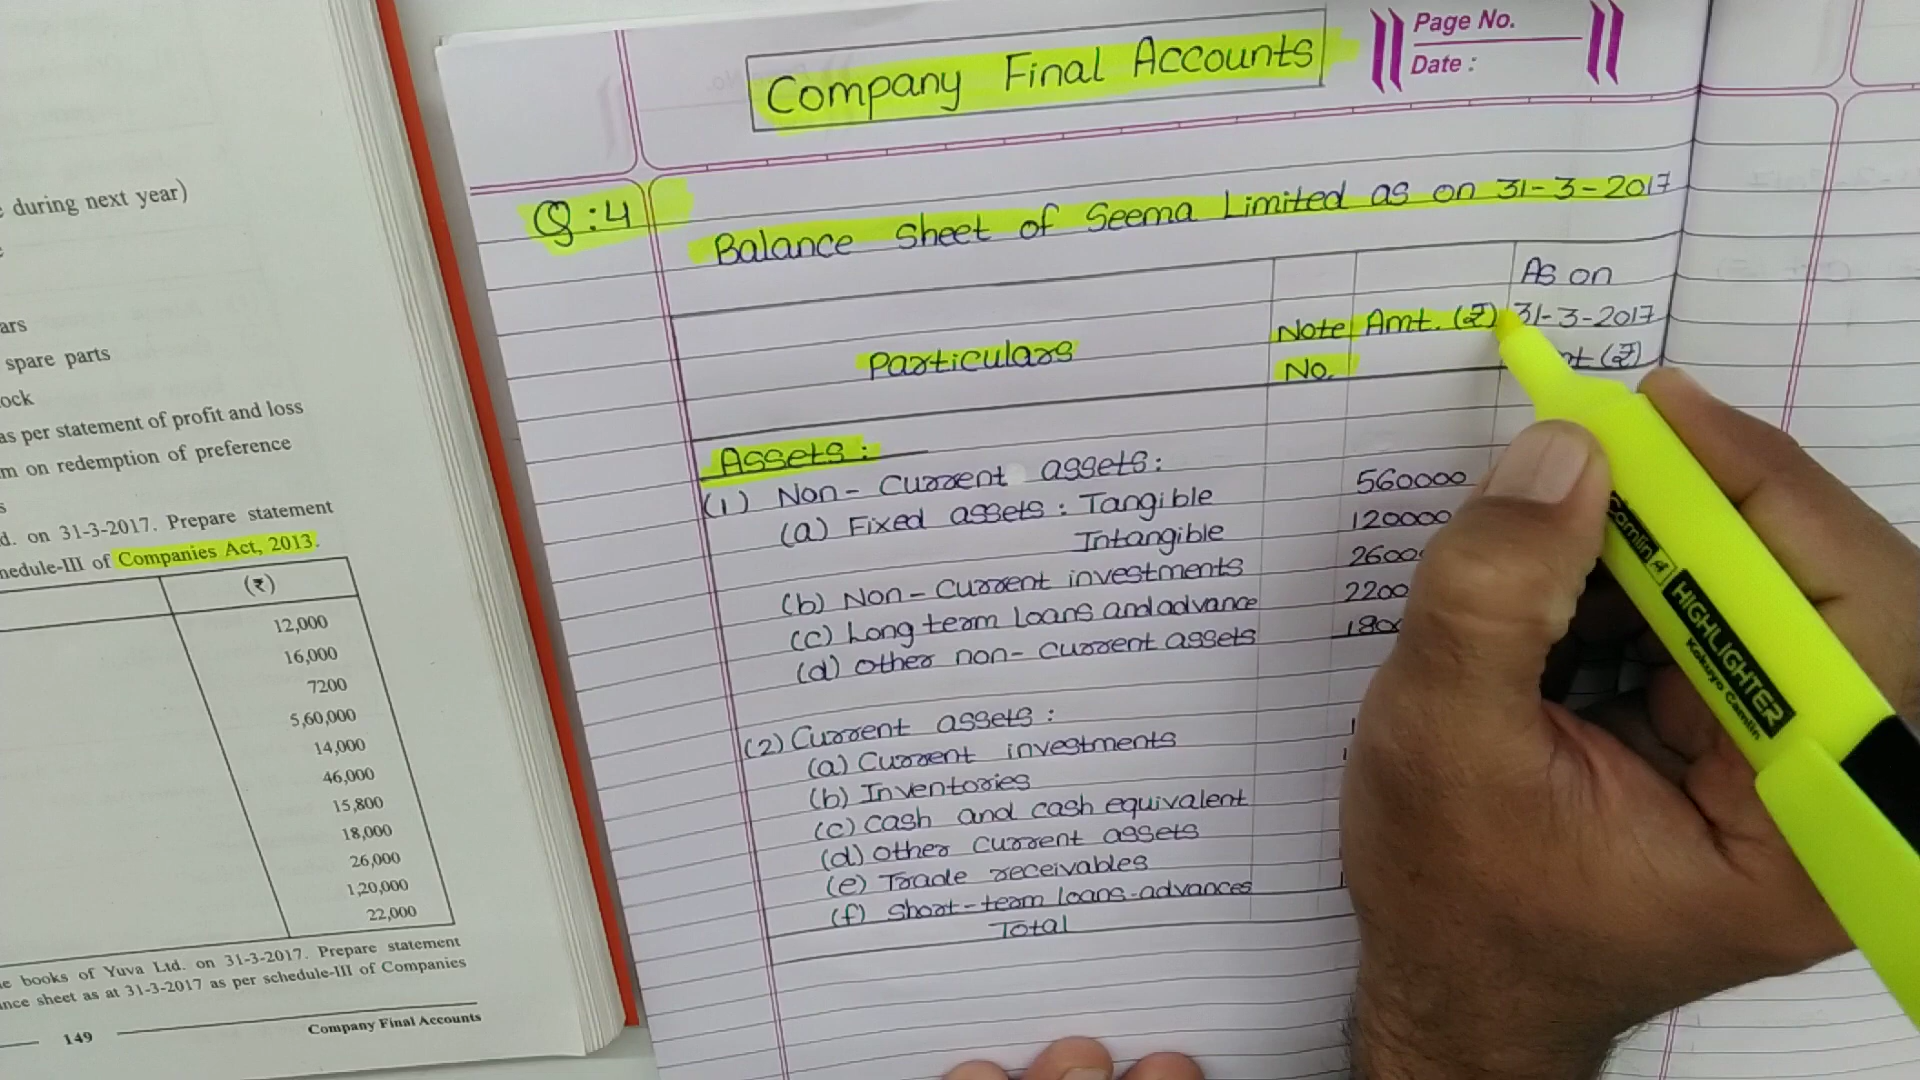 during next year)
ars
spare parts
ock
as per statement of profit and loss
m on redemption of preference
s
d. on 31-3-2017. Prepare statement
hedule-III of Companies Act, 2013.
(₹)
12,000
16,000
7200
5,60,000
14,000
46,000
15,800
18,000
26,000
1,20,000
22,000
e books of Yuva Ltd. on 31-3-2017. Prepare statement
nce sheet as at 31-3-2017 as per schedule-III of Companies
149
Company Final Accounts
Company Final Accounts
Page No.
Date :
Q:4
Balance sheet of Seema Limited as on 31-3-2017
Particulars
Note No.
Amt. (₹)
As on
31-3-2017
(₹)
Assets:
(1) Non-current assets:
(a) Fixed assets: Tangible 560000
Intangible 120000
(b) Non-current investments 2600
(c) Long term loans and advance 2200
(d) other non-current assets 180
(2) Current assets:
(a) Current investments
(b) Inventories
(c) cash and cash equivalent
(d) other current assets
(e) Trade receivables
(f) short-term loans-advances
Total
Camlin
HIGHLIGHTER
Kokuyo Camlin